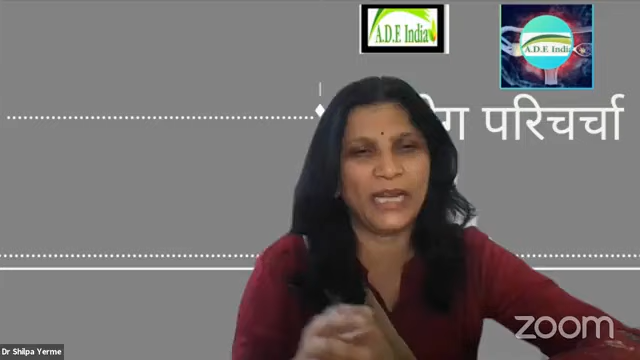 A.D.E India
A.D.E India
परिचर्चा
Dr Shilpa Yerme
zoom